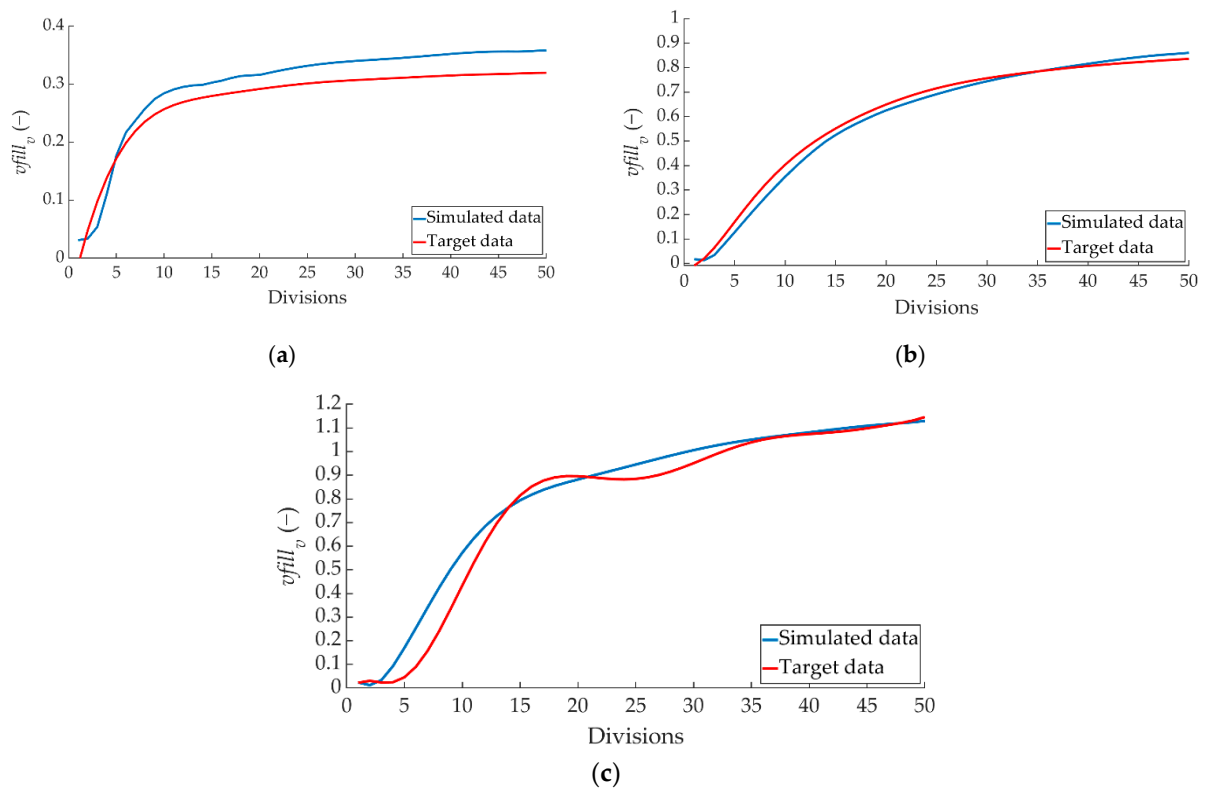 0.4
0.3
0.2
0.1
0
vfill_v (−)
0 5 10 15 20 25 30 35 40 45 50
Divisions
Simulated data
Target data
(a)
1
0.9
0.8
0.7
0.6
0.5
0.4
0.3
0.2
0.1
0
vfill_v (−)
0 5 10 15 20 25 30 35 40 45 50
Divisions
Simulated data
Target data
(b)
1.2
1.1
1
0.9
0.8
0.7
0.6
0.5
0.4
0.3
0.2
0.1
0
vfill_v (−)
0 5 10 15 20 25 30 35 40 45 50
Divisions
Simulated data
Target data
(c)